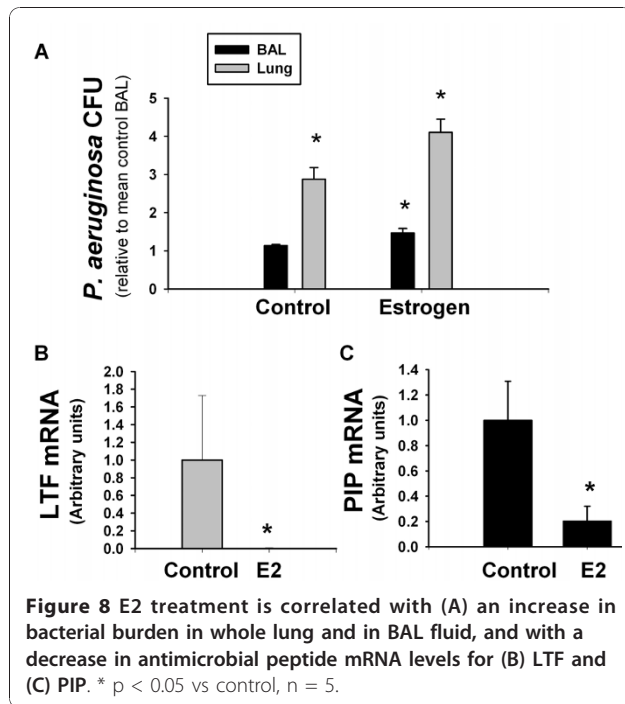 A
BAL
Lung
P. aeruginosa CFU
(relative to mean control BAL)
5
4
3
2
1
0
*
*
*
Control Estrogen
B
LTF mRNA
(Arbitrary units)
2.0
1.8
1.6
1.4
1.2
1.0
0.8
0.6
0.4
0.2
0.0
*
Control E2
C
PIP mRNA
(Arbitrary units)
1.4
1.2
1.0
0.8
0.6
0.4
0.2
0.0
*
Control E2
Figure 8 E2 treatment is correlated with (A) an increase in
bacterial burden in whole lung and in BAL fluid, and with a
decrease in antimicrobial peptide mRNA levels for (B) LTF and
(C) PIP. * p < 0.05 vs control, n = 5.